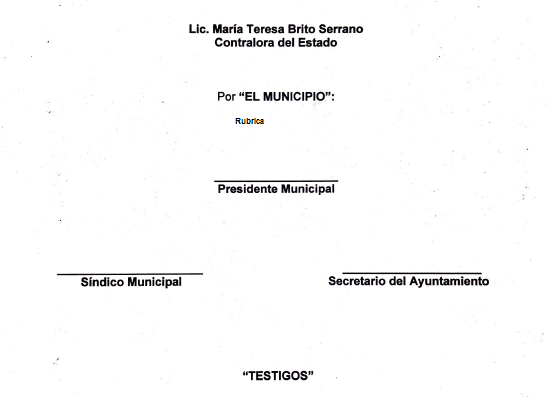 Lic. María Teresa Brito Serrano
Contralora del Estado
Por “EL MUNICIPIO”:
Rubrica
Presidente Municipal
Síndico Municipal
Secretario del Ayuntamiento
“TESTIGOS”